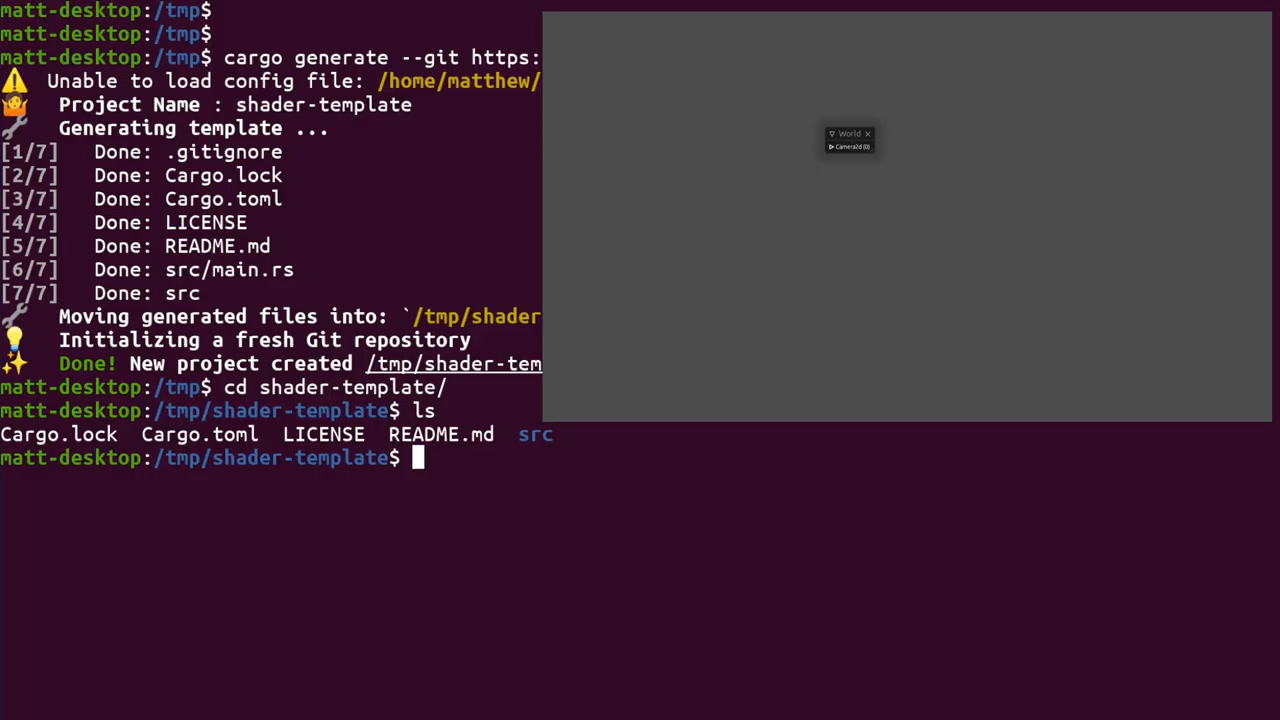 matt-desktop:/tmp$
matt-desktop:/tmp$
matt-desktop:/tmp$ cargo generate --git https:
Unable to load config file: /home/matthew/
Project Name : shader-template
Generating template ...
[1/7] Done: .gitignore
[2/7] Done: Cargo.lock
[3/7] Done: Cargo.toml
[4/7] Done: LICENSE
[5/7] Done: README.md
[6/7] Done: src/main.rs
[7/7] Done: src
Moving generated files into: `/tmp/shader
Initializing a fresh Git repository
Done! New project created /tmp/shader-tem
matt-desktop:/tmp$ cd shader-template/
matt-desktop:/tmp/shader-template$ ls
Cargo.lock Cargo.toml LICENSE README.md src
matt-desktop:/tmp/shader-template$
World
Camera2d (0)